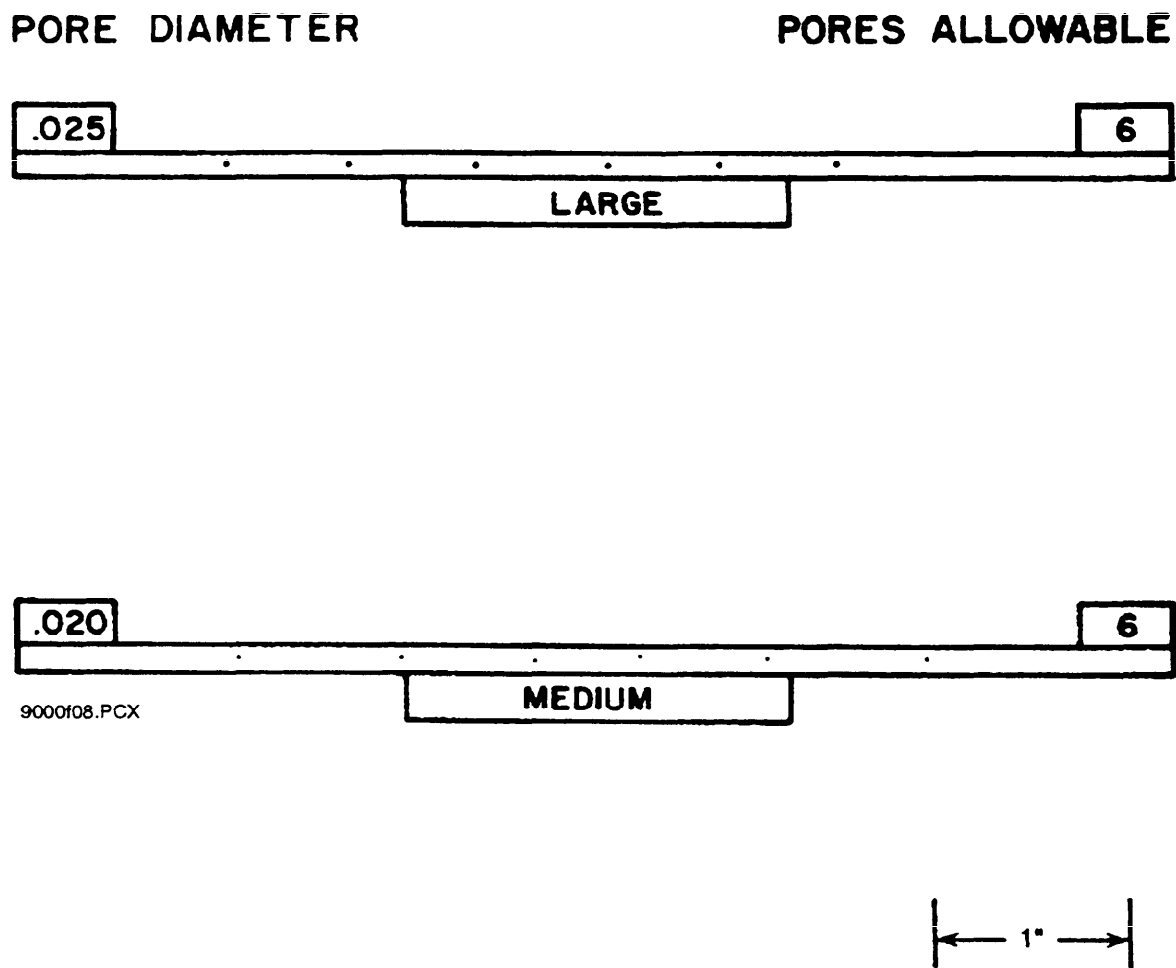 PORE DIAMETER PORES ALLOWABLE
.025 6
LARGE
.020 6
MEDIUM
9000f08.PCX
1"